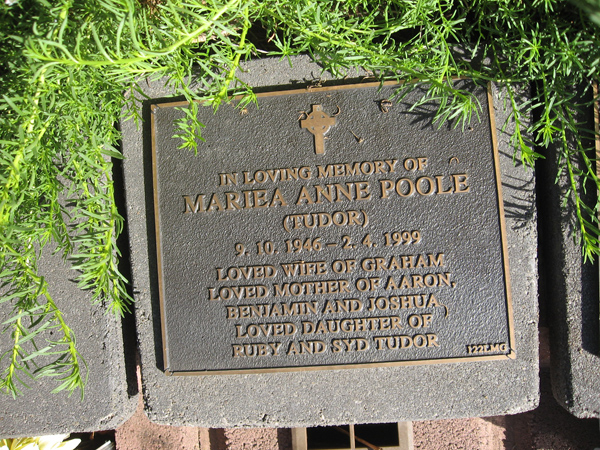 IN LOVING MEMORY OF
MARIEA ANNE POOLE
(TUDOR)
9. 10. 1946 – 2. 4. 1999
LOVED WIFE OF GRAHAM
LOVED MOTHER OF AARON,
BENJAMIN AND JOSHUA
LOVED DAUGHTER OF
RUBY AND SYD TUDOR